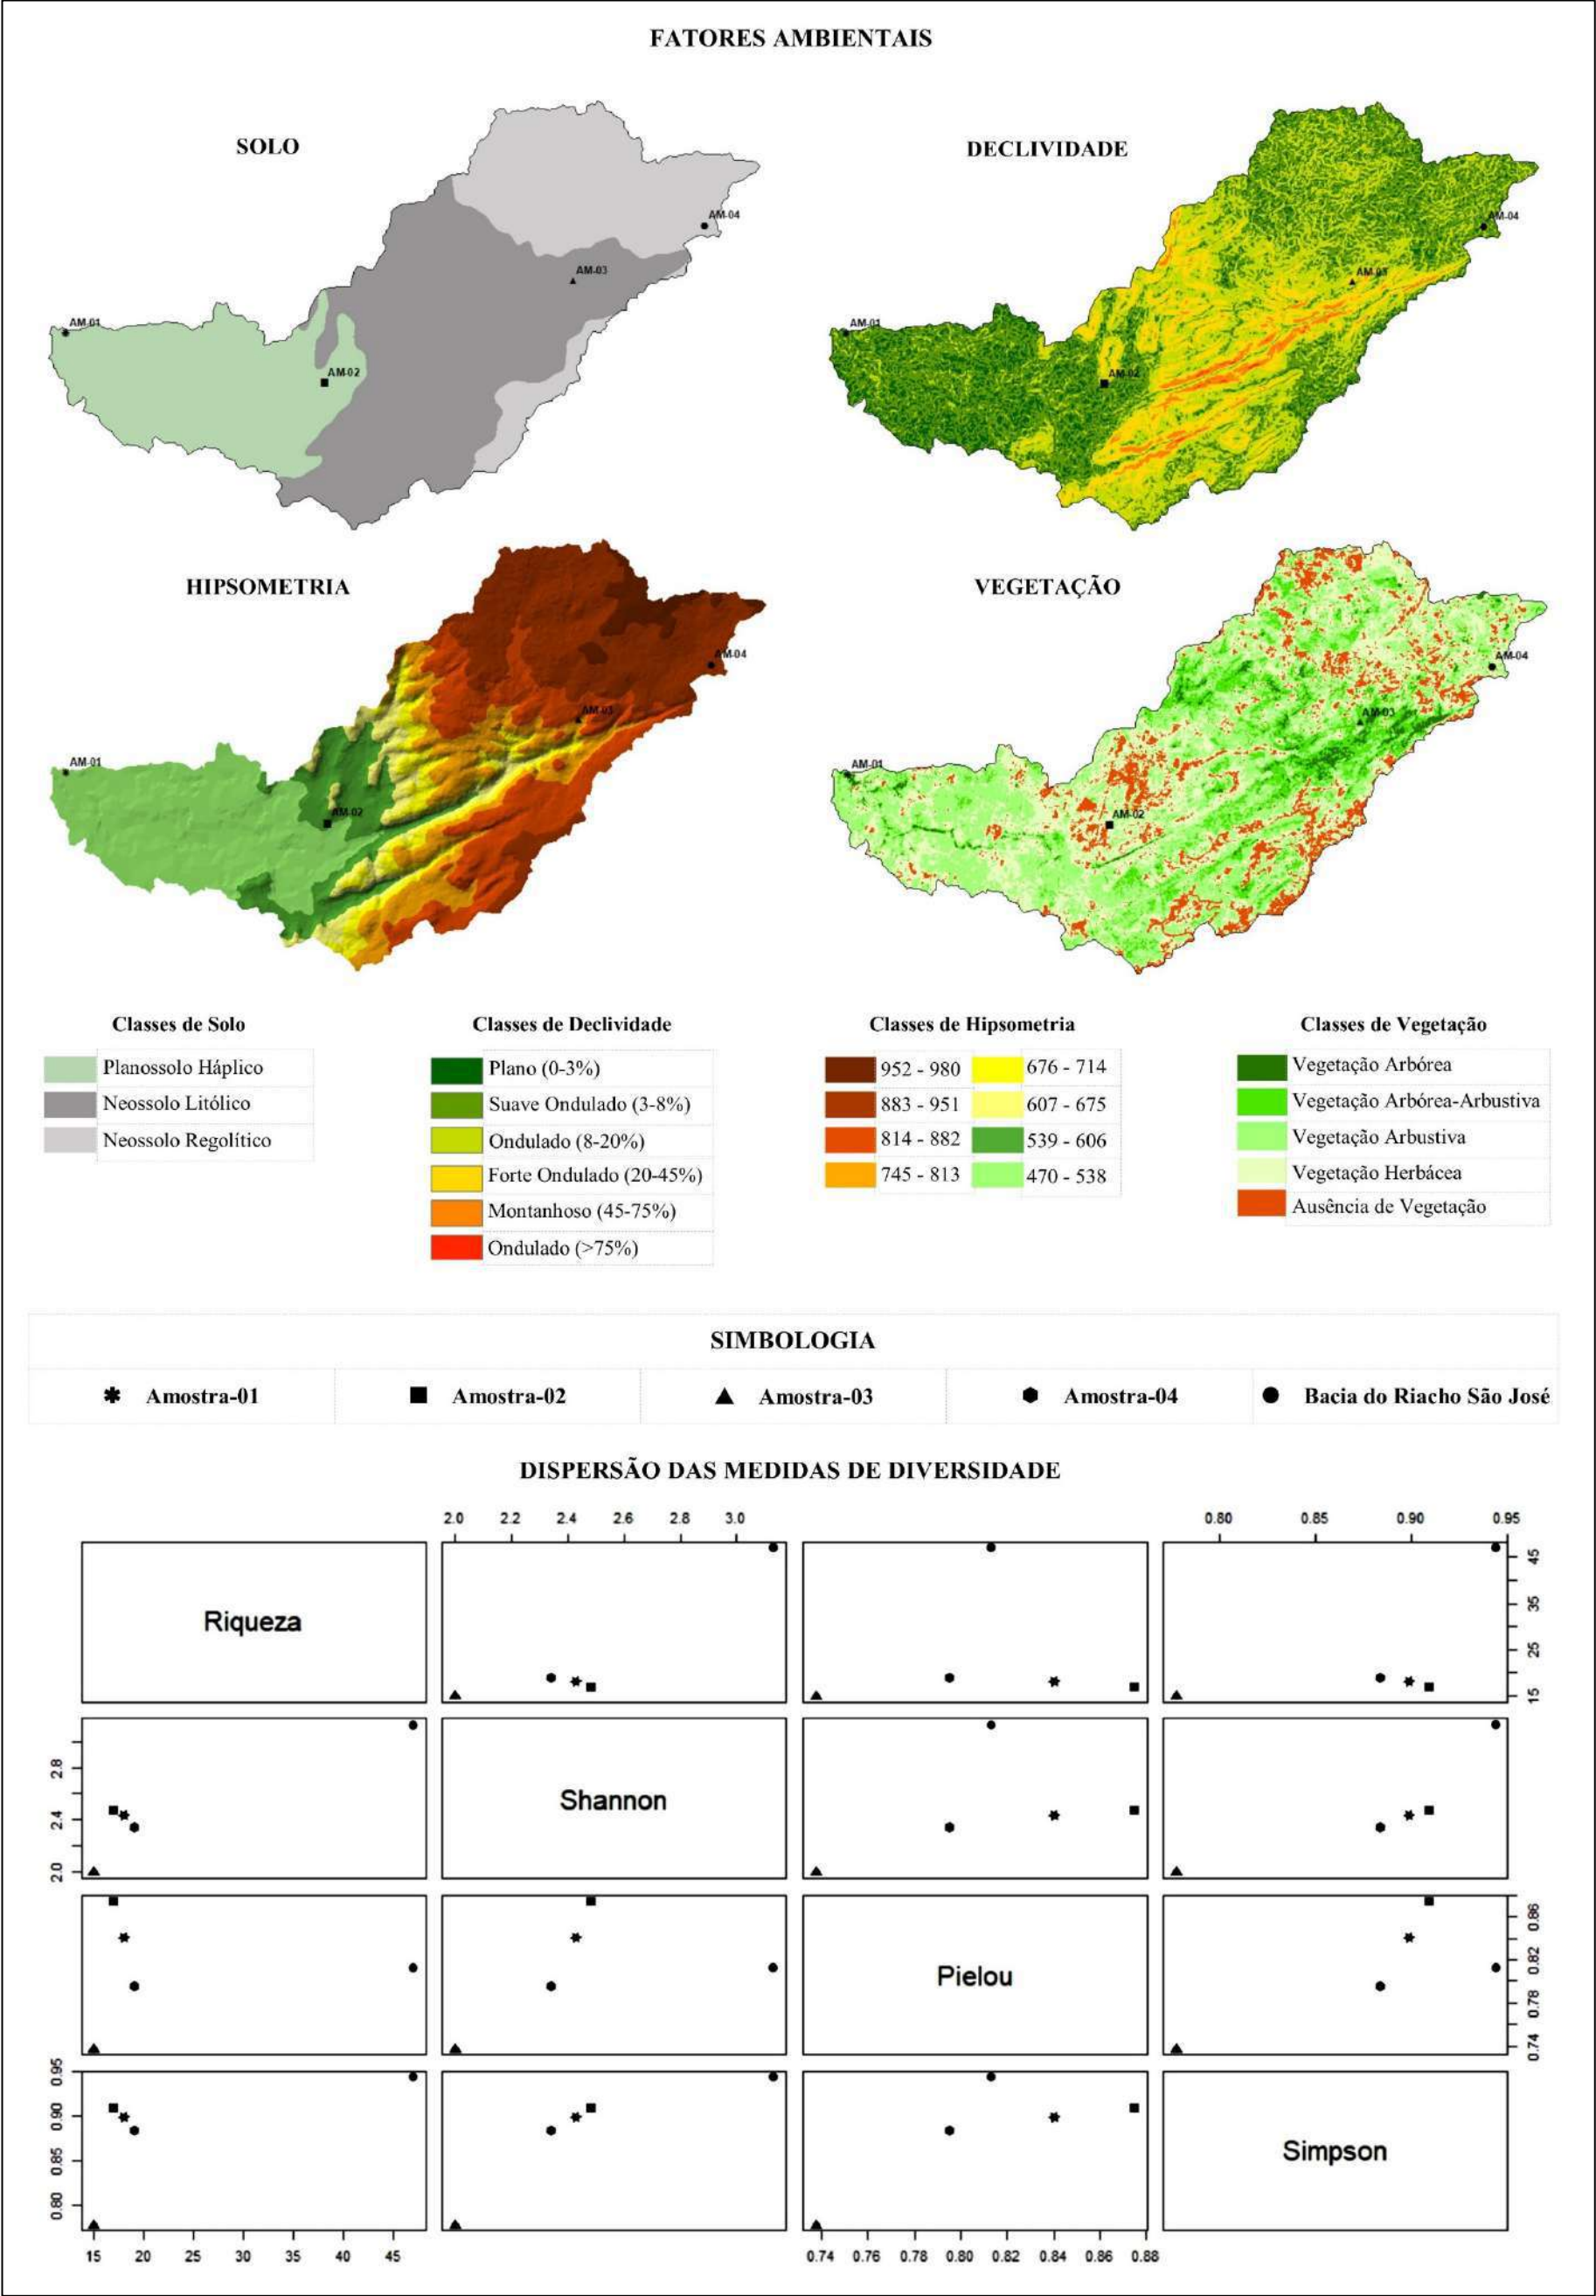 FATORES AMBIENTAIS
SOLO
DECLIVIDADE
AM-01
AM-02
AM-03
AM-04
AM-01
AM-02
AM-03
AM-04
HIPSOMETRIA
VEGETAÇÃO
AM-01
AM-02
AM-03
AM-04
AM-01
AM-02
AM-03
AM-04
Classes de Solo
Planossolo Háplico
Neossolo Litólico
Neossolo Regolítico
Classes de Declividade
Plano (0-3%)
Suave Ondulado (3-8%)
Ondulado (8-20%)
Forte Ondulado (20-45%)
Montanhoso (45-75%)
Ondulado (>75%)
Classes de Hipsometria
952 - 980
883 - 951
814 - 882
745 - 813
676 - 714
607 - 675
539 - 606
470 - 538
Classes de Vegetação
Vegetação Arbórea
Vegetação Arbórea-Arbustiva
Vegetação Arbustiva
Vegetação Herbácea
Ausência de Vegetação
SIMBOLOGIA
Amostra-01
Amostra-02
Amostra-03
Amostra-04
Bacia do Riacho São José
DISPERSÃO DAS MEDIDAS DE DIVERSIDADE
2.0 2.2 2.4 2.6 2.8 3.0
0.80 0.85 0.90 0.95
Riqueza
45 35 25 15
2.8 2.4 2.0
Shannon
Pielou
0.86 0.82 0.78 0.74
0.95 0.90 0.85 0.80
Simpson
15 20 25 30 35 40 45
0.74 0.76 0.78 0.80 0.82 0.84 0.86 0.88